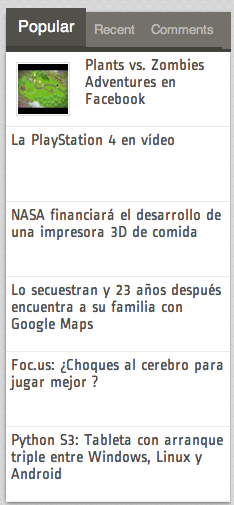 Popular Recent Comments
Plants vs. Zombies
Adventures en
Facebook
La PlayStation 4 en vídeo
NASA financiará el desarrollo de
una impresora 3D de comida
Lo secuestran y 23 años después
encuentra a su familia con
Google Maps
Foc.us: ¿Choques al cerebro para
jugar mejor ?
Python S3: Tableta con arranque
triple entre Windows, Linux y
Android